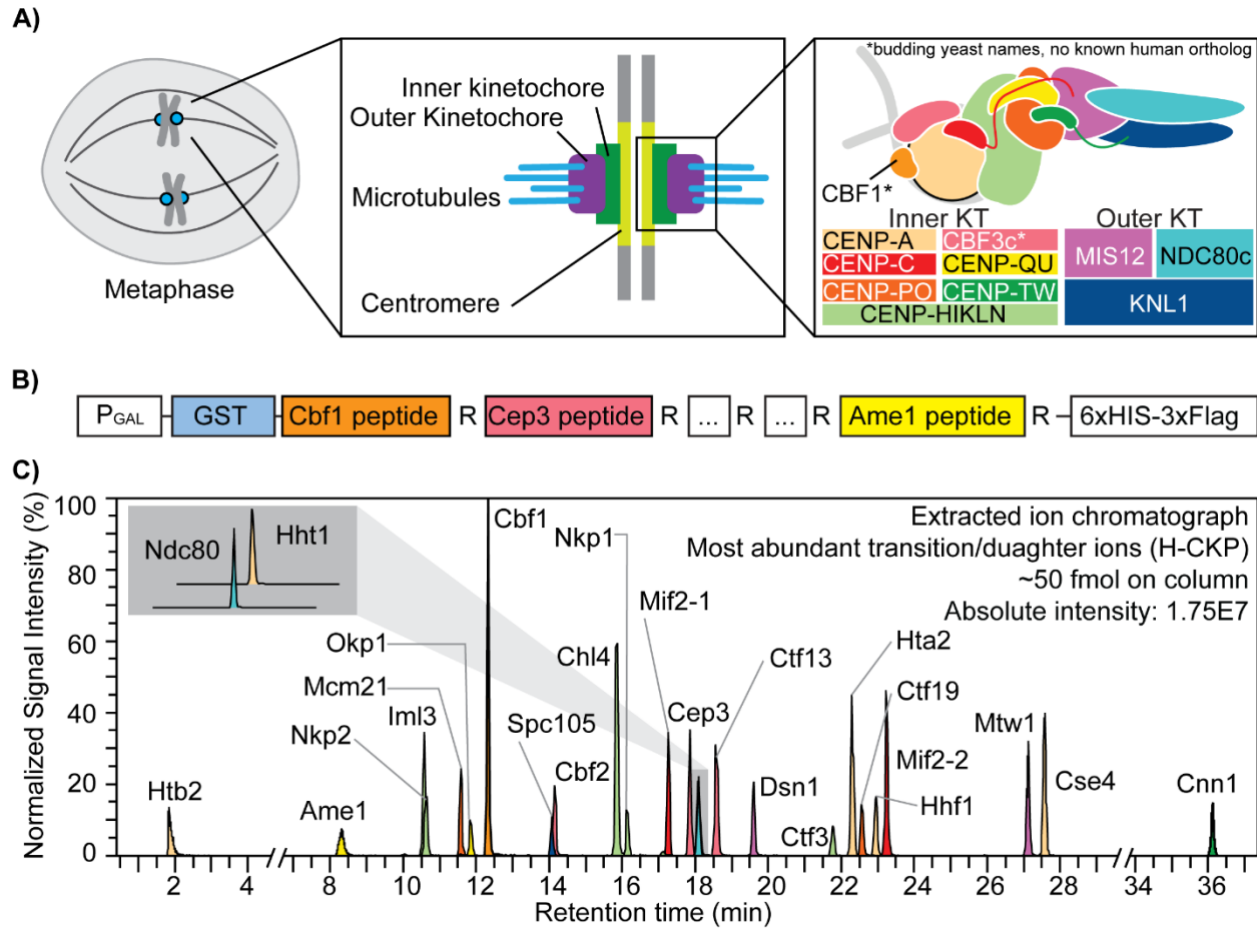 A)
*budding yeast names, no known human ortholog
Inner kinetochore
Outer Kinetochore
Microtubules
Centromere
Metaphase
CBF1*
Inner KT
Outer KT
CENP-A
CBF3c*
CENP-C
CENP-QU
CENP-PO
CENP-TW
CENP-HIKLN
MIS12
NDC80c
KNL1
B)
PGAL
GST
Cbf1 peptide
R
Cep3 peptide
R
...
R
...
R
Ame1 peptide
R
6xHIS-3xFlag
C)
Normalized Signal Intensity (%)
100
80
60
40
20
0
Extracted ion chromatograph
Most abundant transition/duaghter ions (H-CKP)
~50 fmol on column
Absolute intensity: 1.75E7
Ndc80
Hht1
Htb2
Ame1
Nkp2
Iml3
Mcm21
Okp1
Cbf1
Spc105
Cbf2
Chl4
Nkp1
Mif2-1
Cep3
Ctf13
Dsn1
Ctf3
Hta2
Ctf19
Hhf1
Mif2-2
Mtw1
Cse4
Cnn1
2 4 8 10 12 14 16 18 20 22 24 26 28 34 36
Retention time (min)